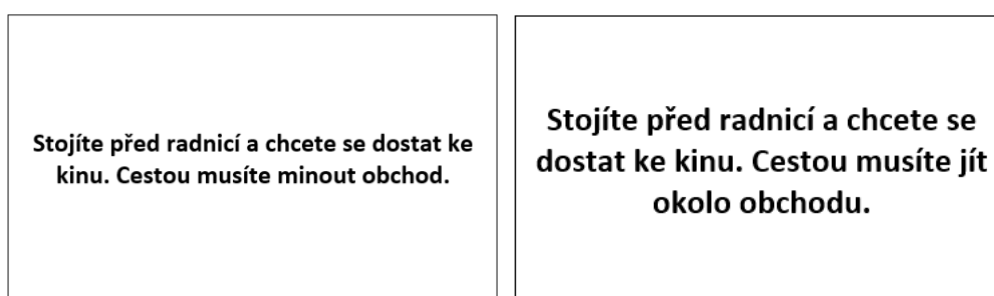 Stojíte před radnicí a chcete se dostat ke
kinu. Cestou musíte minout obchod.
Stojíte před radnicí a chcete se
dostat ke kinu. Cestou musíte jít
okolo obchodu.